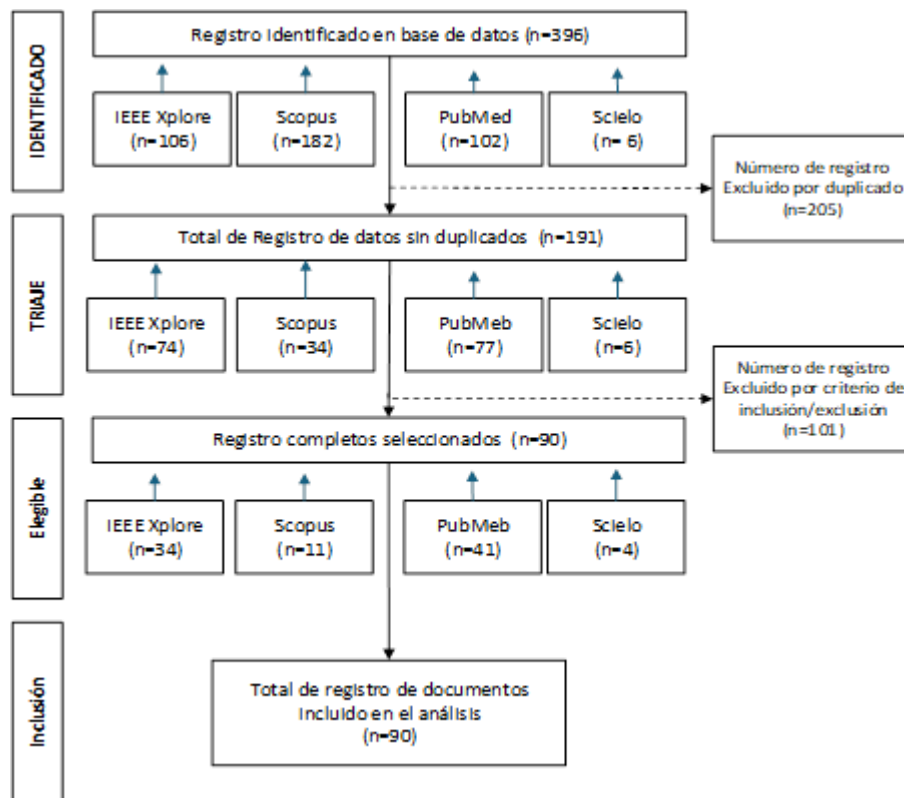 IDENTIFICADO
Registro Identificado en base de datos (n=396)
IEEE Xplore
(n=106)
Scopus
(n=182)
PubMed
(n=102)
Scielo
(n= 6)
Número de registro
Excluido por duplicado
(n=205)
TRIAJE
Total de Registro de datos sin duplicados (n=191)
IEEE Xplore
(n=74)
Scopus
(n=34)
PubMeb
(n=77)
Scielo
(n=6)
Número de registro
Excluido por criterio de
inclusión/exclusión
(n=101)
Elegible
Registro completos seleccionados (n=90)
IEEE Xplore
(n=34)
Scopus
(n=11)
PubMeb
(n=41)
Scielo
(n=4)
Inclusión
Total de registro de documentos
Incluido en el análisis
(n=90)